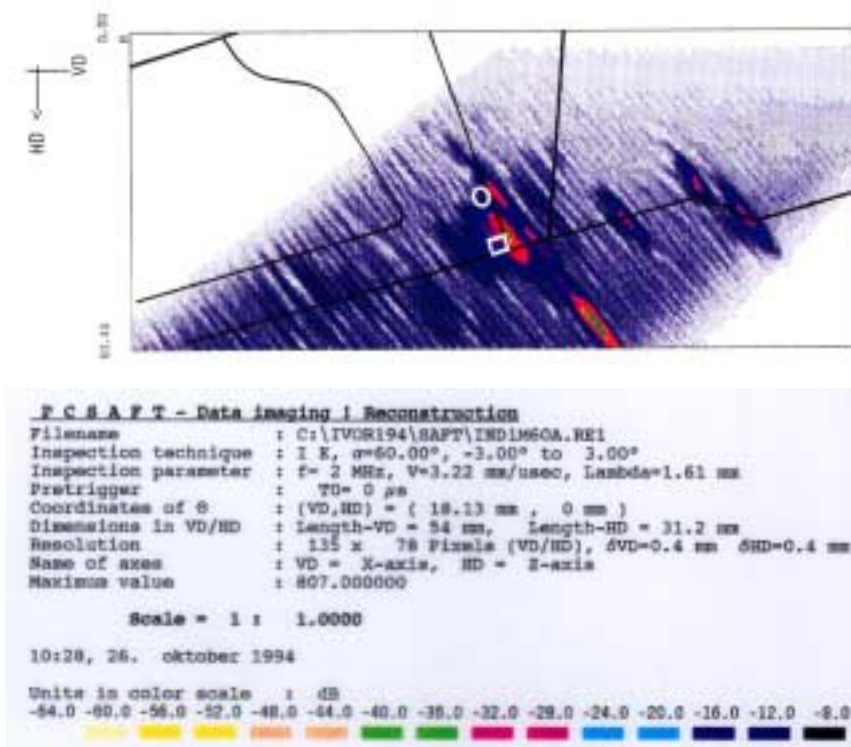 VD
HD
P C S A F T - Data imaging ! Reconstruction
Filename : C:\IVOR194\SAFT\IND1M60A.RE1
Inspection technique : I E, α=60.00°, -3.00° to 3.00°
Inspection parameter : f= 2 MHz, V=3.22 mm/usec, Lambda=1.61 mm
Pretrigger : T0= 0 µs
Coordinates of θ : (VD,HD) = ( 18.13 mm , 0 mm )
Dimensions in VD/HD : Length-VD = 54 mm, Length-HD = 31.2 mm
Resolution : 135 x 78 Pixels (VD/HD), δVD=0.4 mm δHD=0.4 mm
Name of axes : VD = X-axis, HD = Z-axis
Maximum value : 807.000000
Scale = 1 : 1.0000
10:28, 26. oktober 1994
Units in color scale : dB
-64.0 -60.0 -56.0 -52.0 -48.0 -44.0 -40.0 -36.0 -32.0 -28.0 -24.0 -20.0 -16.0 -12.0 -8.0